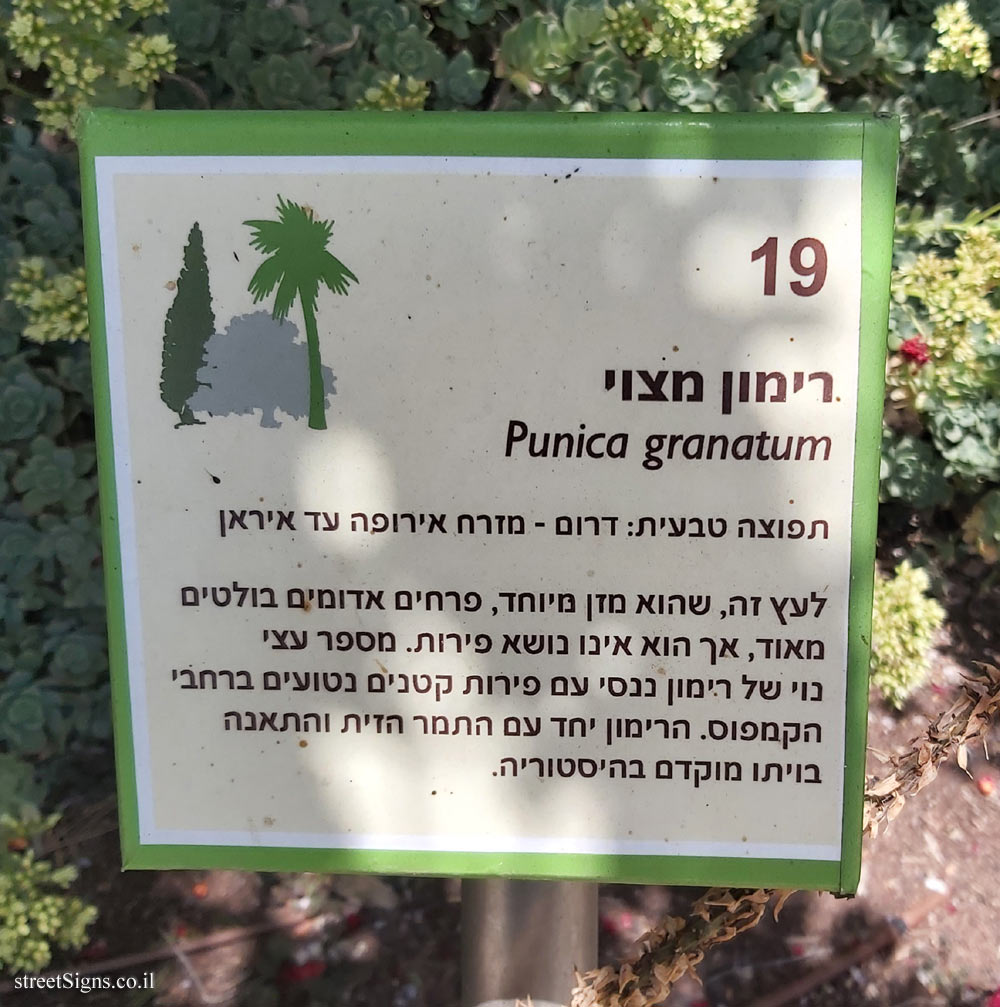 19
רימון מצוי
Punica granatum
תפוצה טבעית: דרום - מזרח אירופה עד איראן
לעץ זה, שהוא מזן מיוחד, פרחים אדומים בולטים
מאוד, אך הוא אינו נושא פירות. מספר עצי
נוי של רימון ננסי עם פירות קטנים נטועים ברחבי
הקמפוס. הרימון יחד עם התמר הזית והתאנה
בויתו מוקדם בהיסטוריה.
streetSigns.co.il